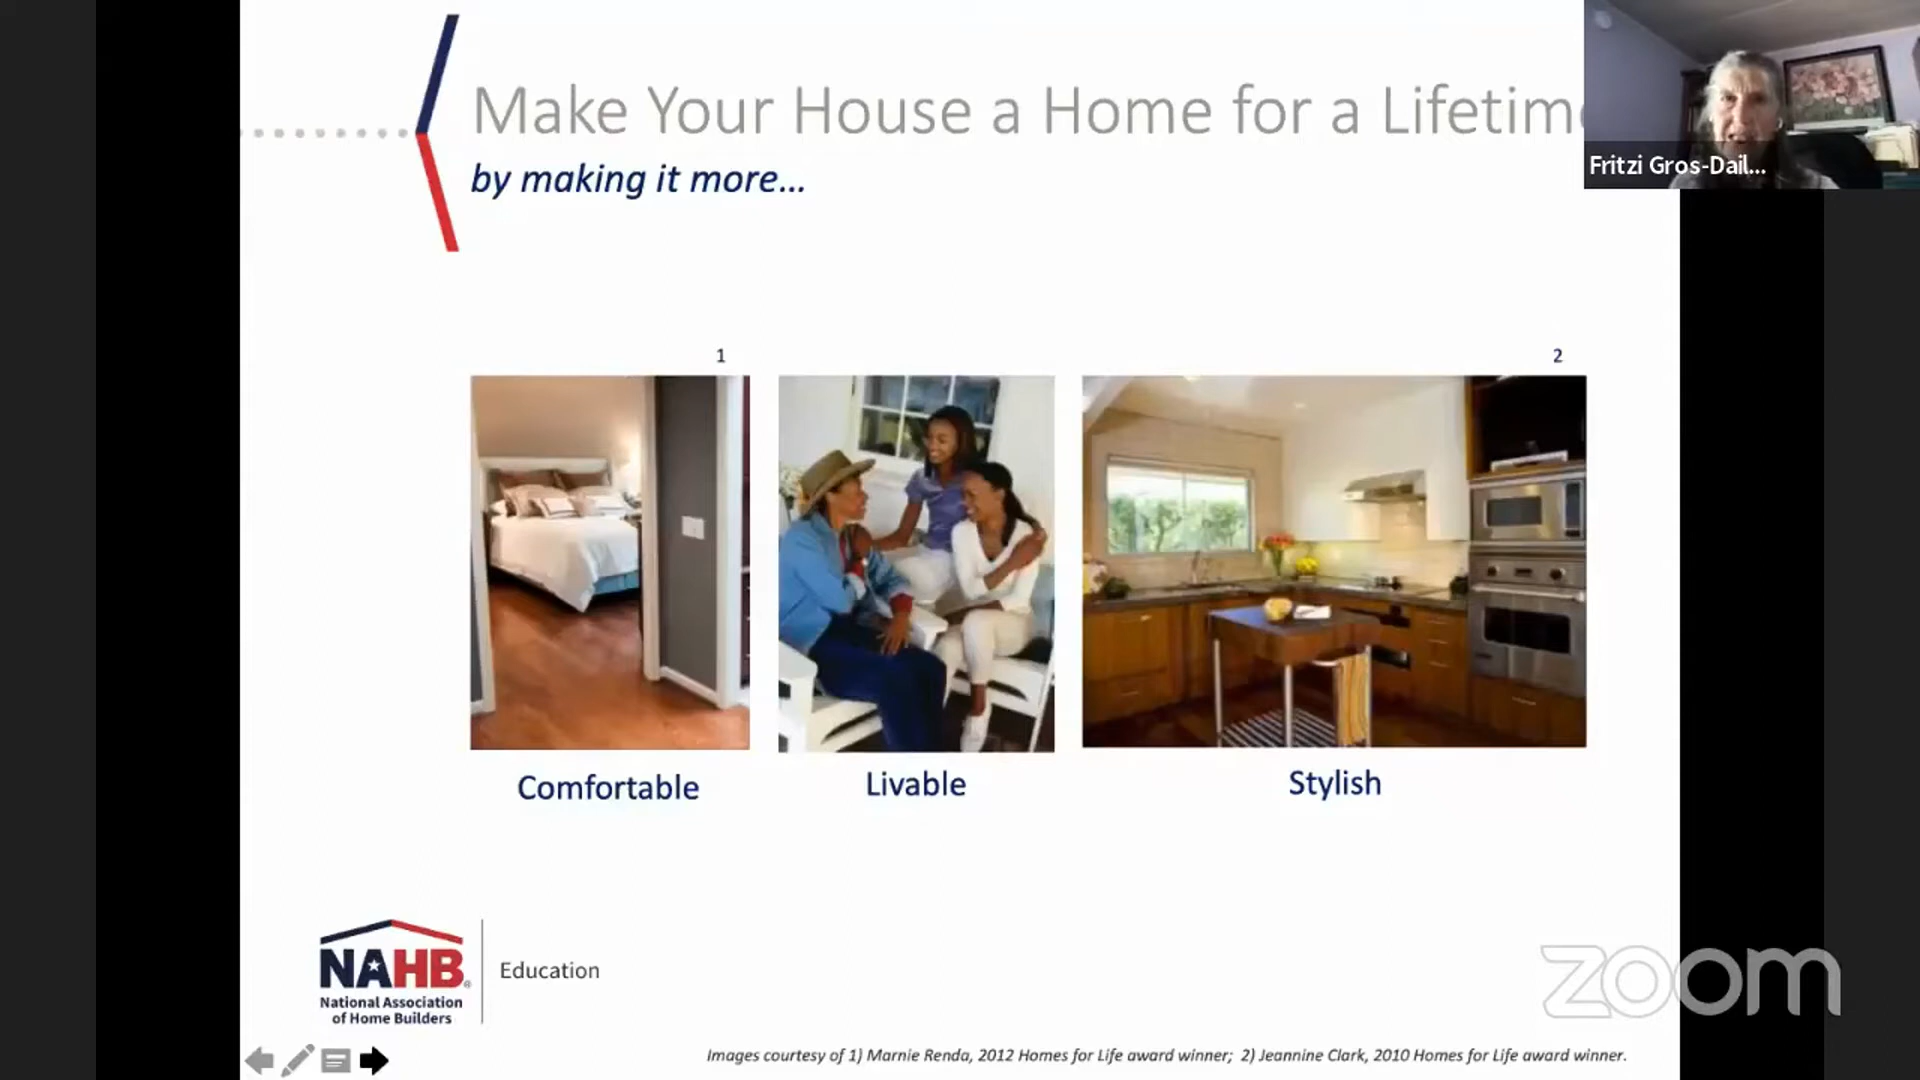 Make Your House a Home for a Lifetim
by making it more...
Fritzi Gros-Dail...
1
2
Comfortable
Livable
Stylish
NAHB®
National Association
of Home Builders
Education
zoom
Images courtesy of 1) Marnie Renda, 2012 Homes for Life award winner; 2) Jeannine Clark, 2010 Homes for Life award winner.